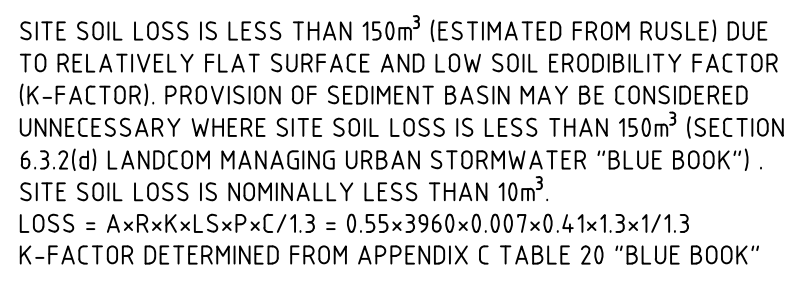 SITE SOIL LOSS IS LESS THAN 150m³ (ESTIMATED FROM RUSLE) DUE
TO RELATIVELY FLAT SURFACE AND LOW SOIL ERODIBILITY FACTOR
(K-FACTOR). PROVISION OF SEDIMENT BASIN MAY BE CONSIDERED
UNNECESSARY WHERE SITE SOIL LOSS IS LESS THAN 150m³ (SECTION
6.3.2(d) LANDCOM MANAGING URBAN STORMWATER "BLUE BOOK") .
SITE SOIL LOSS IS NOMINALLY LESS THAN 10m³.
LOSS = A×R×K×LS×P×C/1.3 = 0.55×3960×0.007×0.41×1.3×1/1.3
K-FACTOR DETERMINED FROM APPENDIX C TABLE 20 "BLUE BOOK"